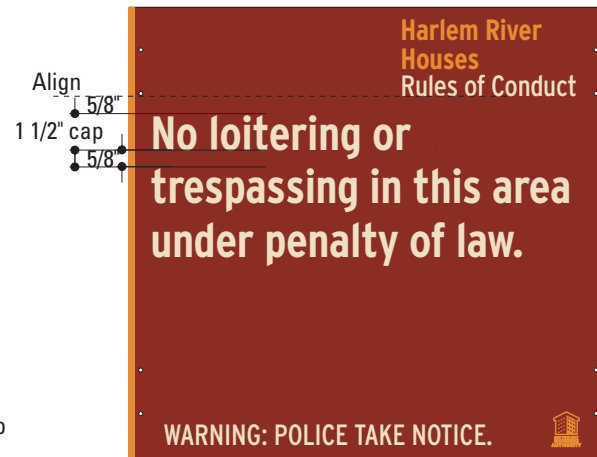 Harlem River
Houses
Rules of Conduct
Align
5/8"
1 1/2" cap
5/8"
No loitering or
trespassing in this area
under penalty of law.
WARNING: POLICE TAKE NOTICE.
AUTHORITY